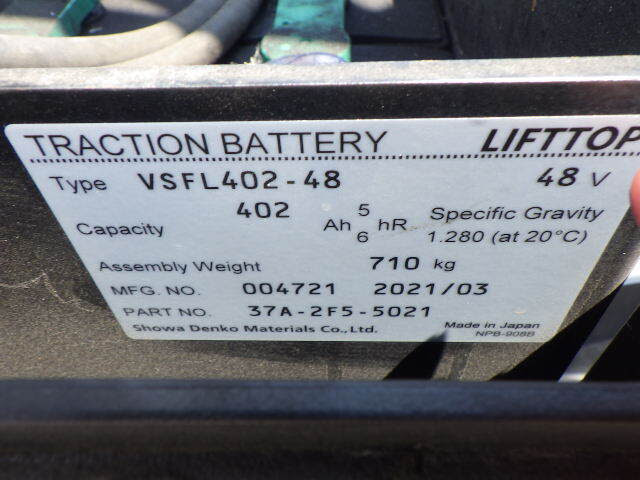 TRACTION BATTERY LIFTTOP
Type VSFL402-48 48 V
Capacity 402 Ah 5 hR Specific Gravity
6 1.280 (at 20°C)
Assembly Weight 710 kg
MFG. NO. 004721 2021/03
PART NO. 37A-2F5-5021
Showa Denko Materials Co., Ltd. Made in Japan
NPB-908B